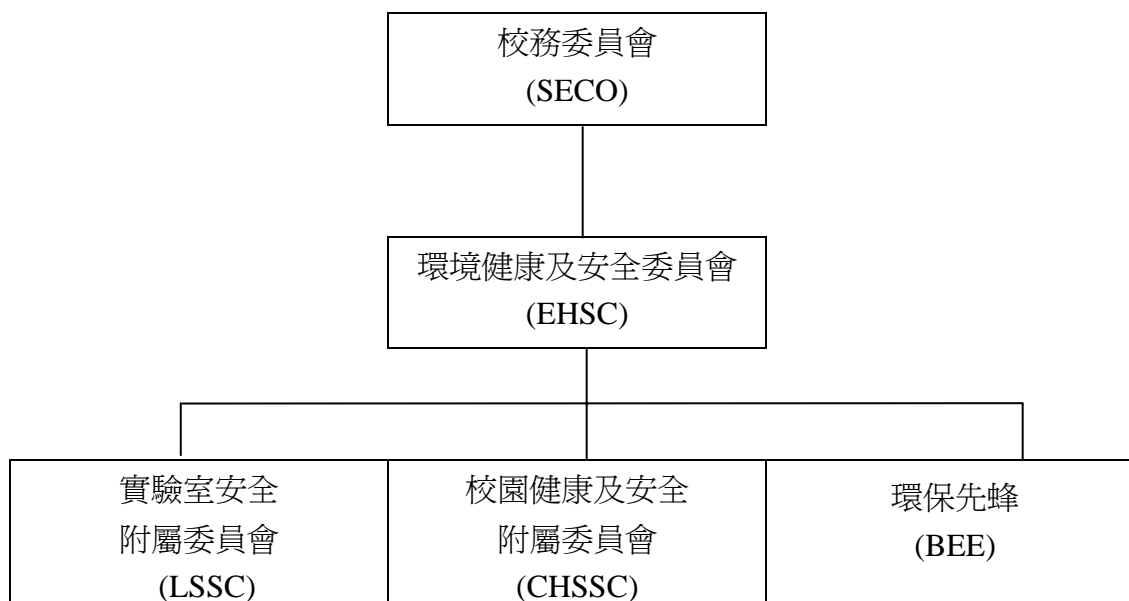 校務委員會
(SECO)
環境健康及安全委員會
(EHSC)
實驗室安全
附屬委員會
(LSSC)
校園健康及安全
附屬委員會
(CHSSC)
環保先蜂
(BEE)